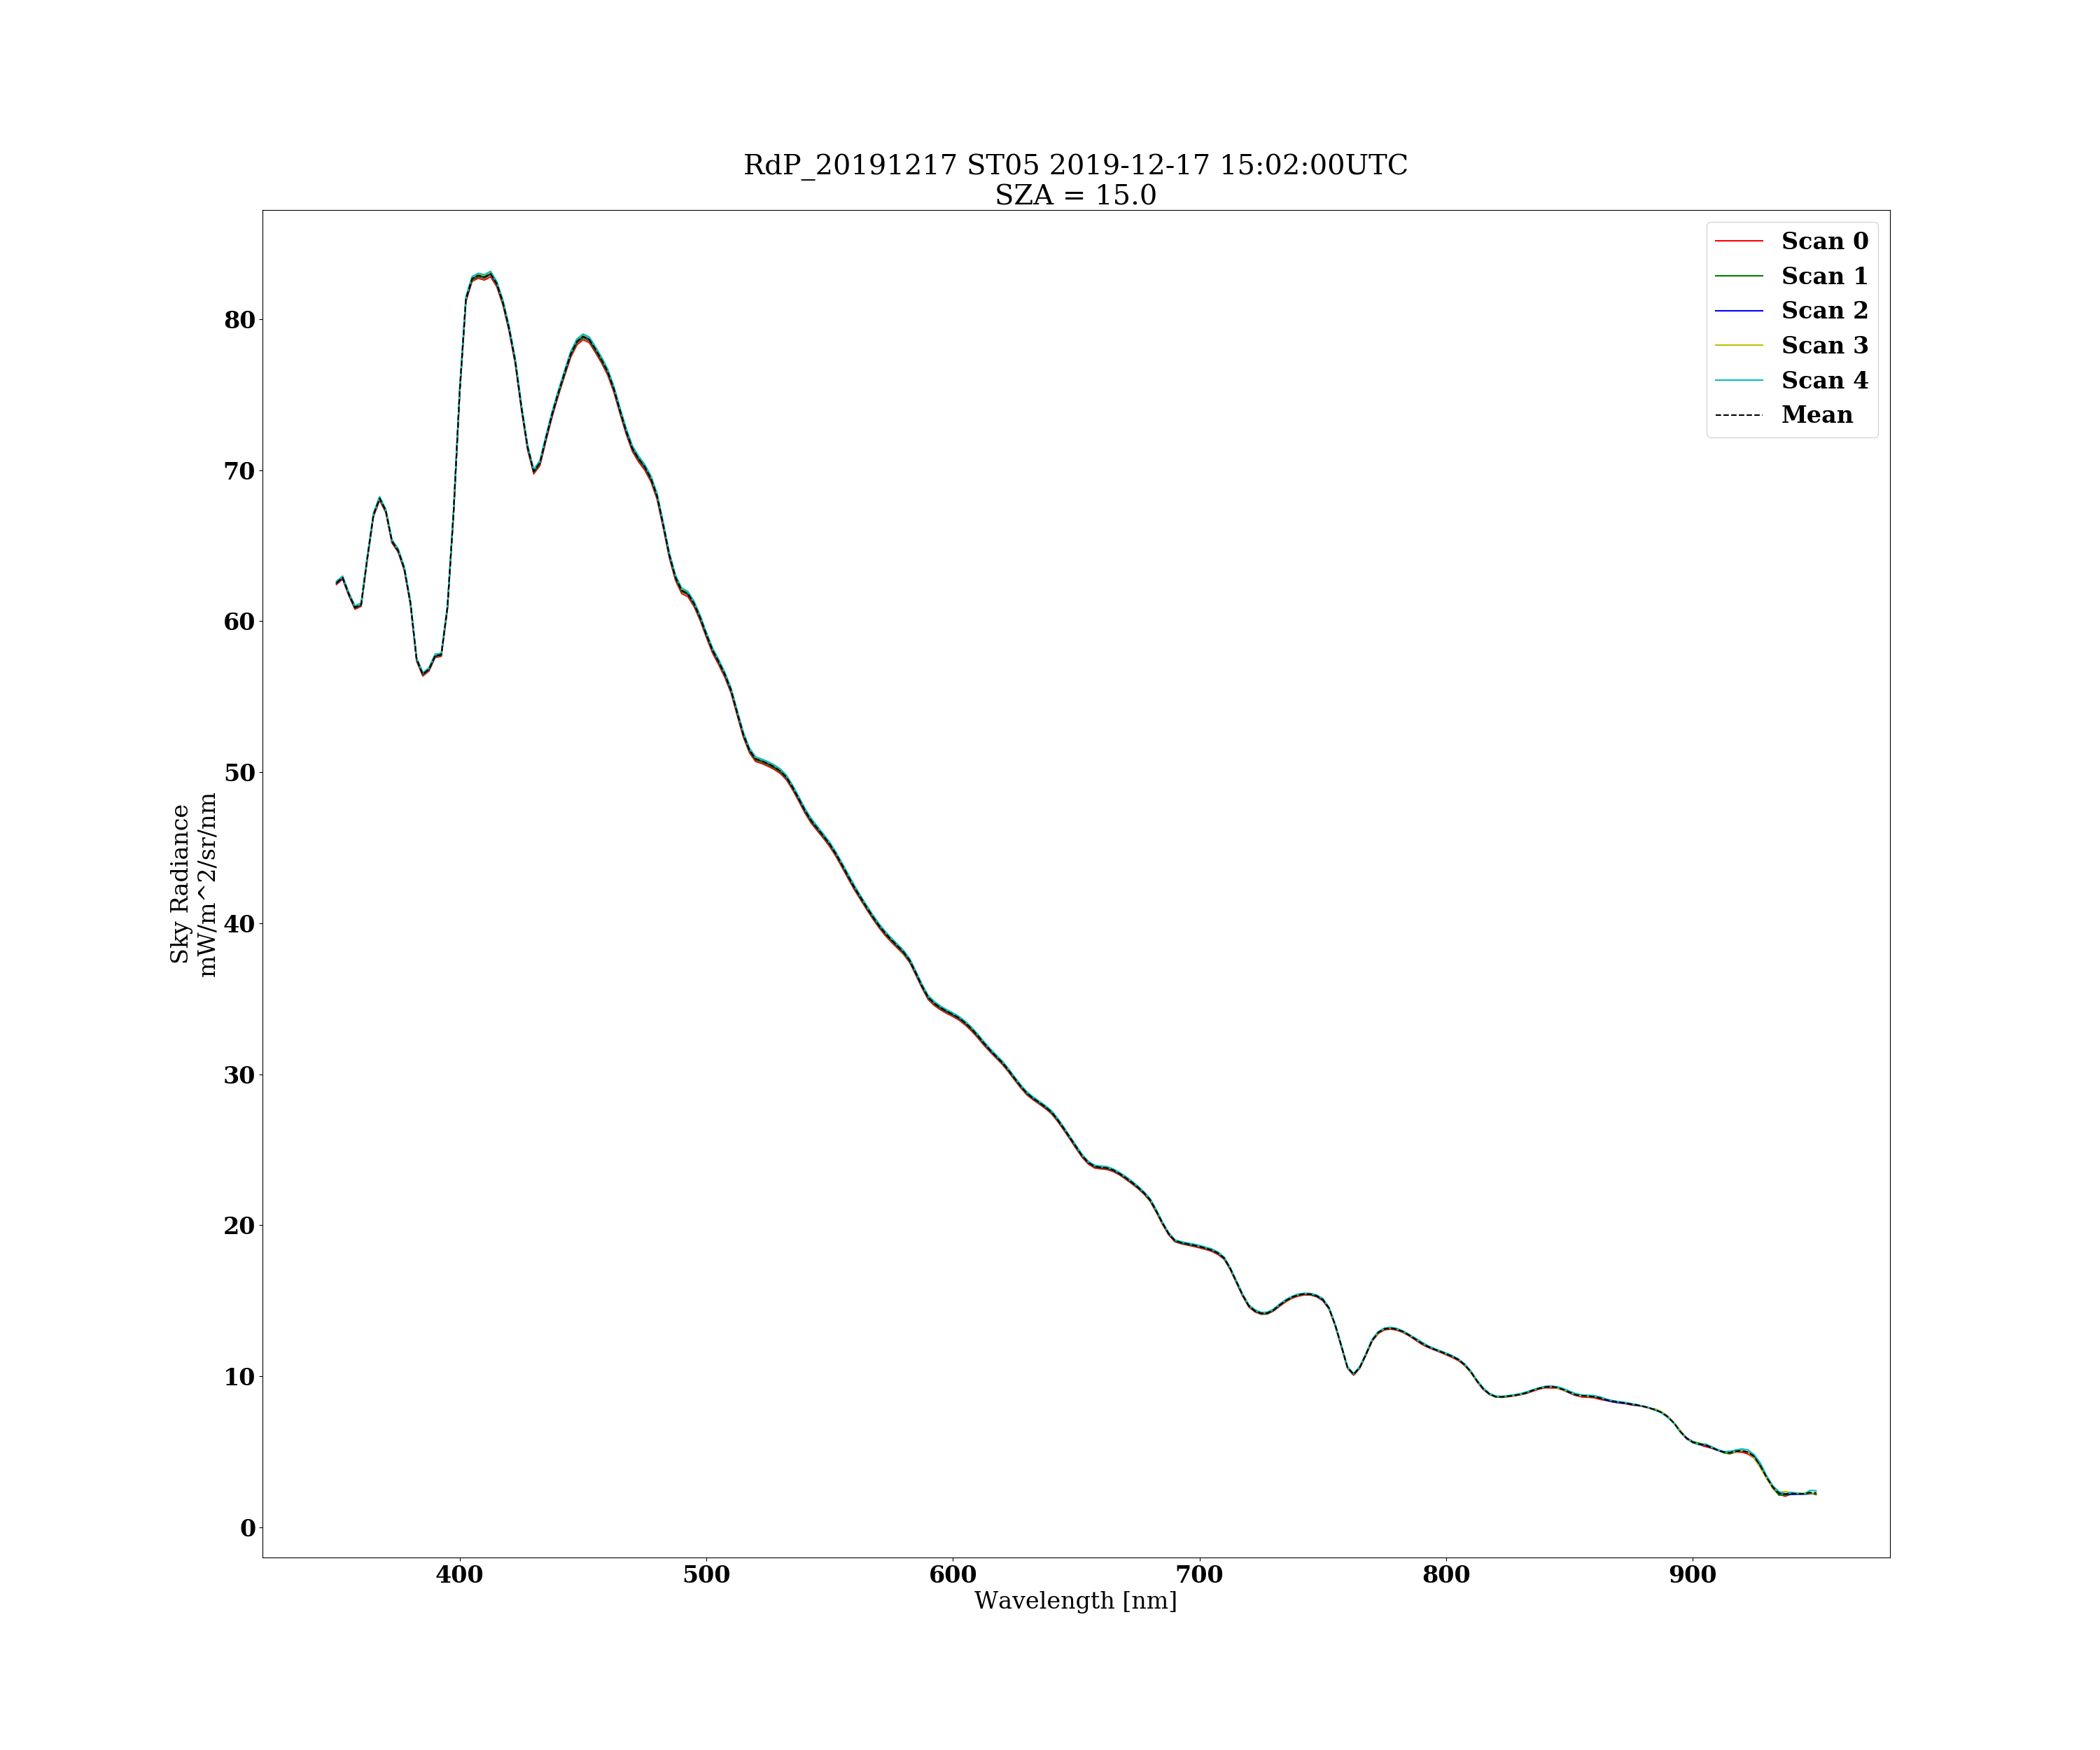 RdP_20191217 ST05 2019-12-17 15:02:00UTC
SZA = 15.0
Scan 0
Scan 1
Scan 2
Scan 3
Scan 4
Mean
80
70
60
50
40
30
20
10
0
Sky Radiance
mW/m^2/sr/nm
400 500 600 700 800 900
Wavelength [nm]